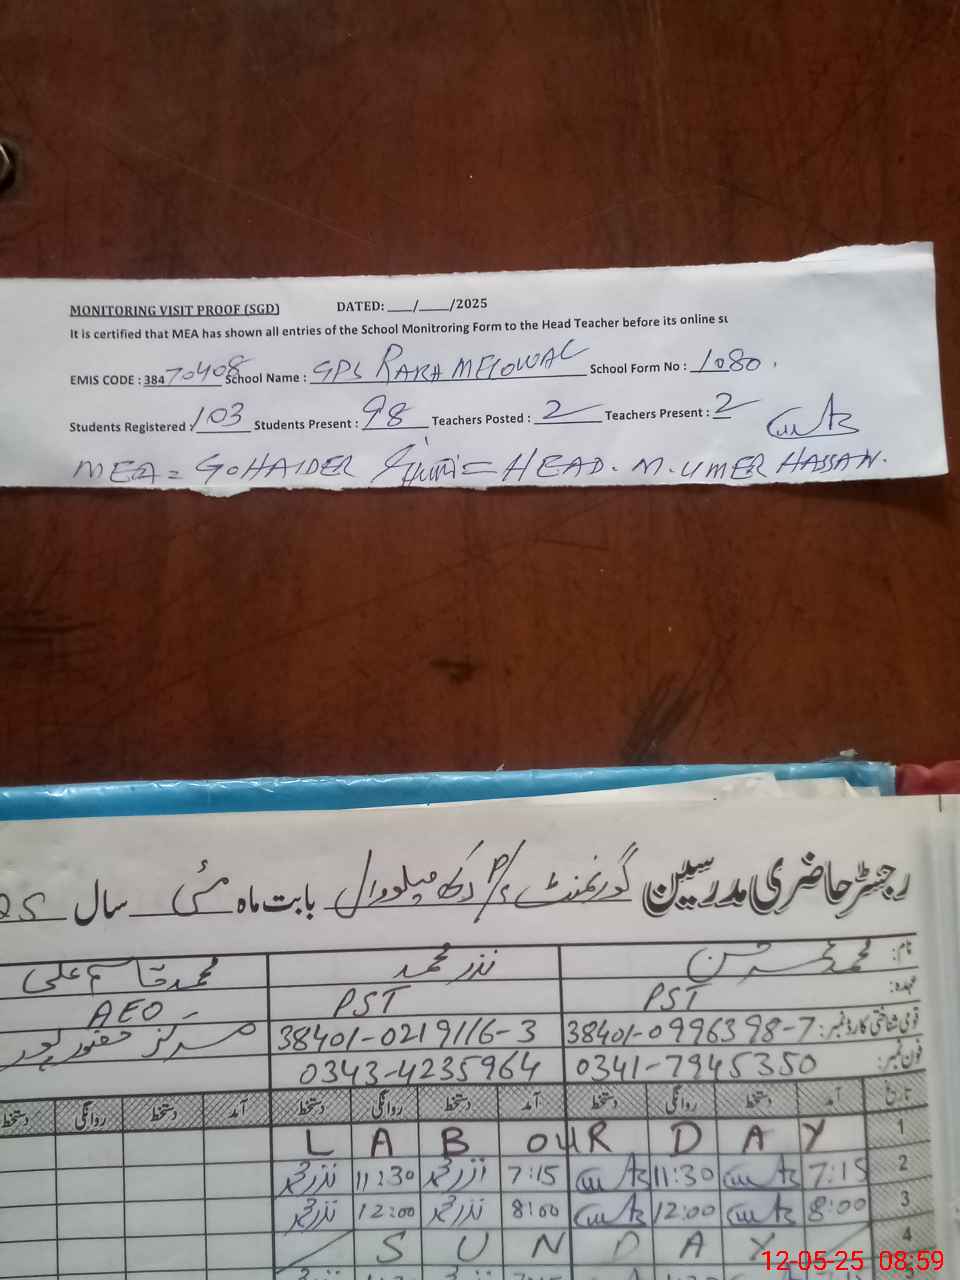 MONITORING VISIT PROOF (SGD) DATED: ___/___/2025
It is certified that MEA has shown all entries of the School Monitroring Form to the Head Teacher before its online su
EMIS CODE : 38470408 School Name : GPS RAKH MELOWAL School Form No : 1080.
Students Registered : 103 Students Present : 98 Teachers Posted : 2 Teachers Present : 2
MEA = G.HAIDER = HEAD. M. UMER HASSAN.
رجسٹر حاضری مدرسین گورنمنٹ P/S رکھ میلووال بابت ماہ مئی سال 25
نام: محمد عمر حسن نذر محمد محمد قاسم علی
عہدہ: PST PST AEO
قومی شناختی کارڈ نمبر: 38401-0996398-7 38401-0219116-3 مرکز
فون نمبر: 0341-7945350 0343-4235964
تاریخ آمد دستخط روانگی دستخط آمد دستخط روانگی دستخط آمد دستخط روانگی دستخط
1 LABOUR DAY
2 7:15 11:30 7:15 نذر محمد 11:30 نذر محمد
3 8:00 12:00 8:00 نذر محمد 12:00 نذر محمد
4 SUNDAY
12-05-25 08:59